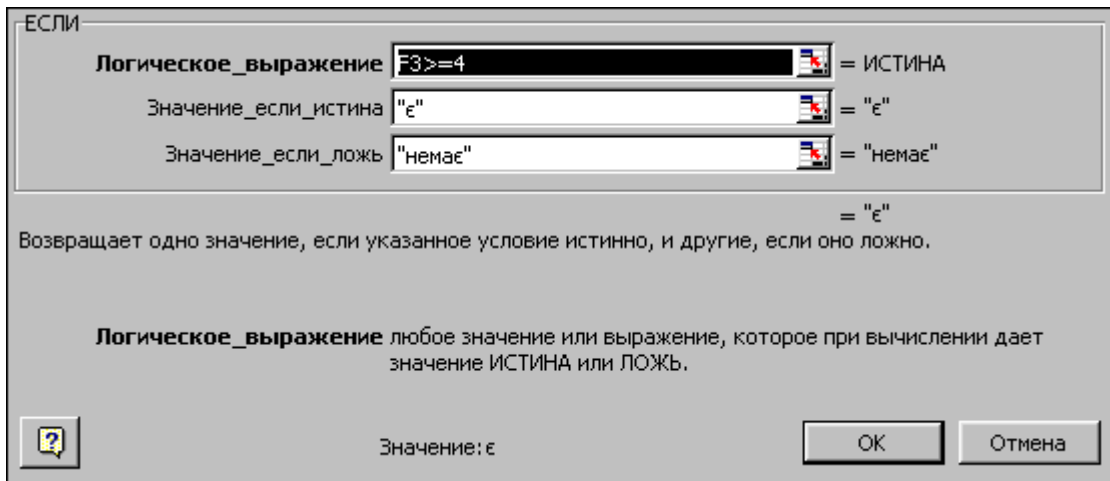 ЕСЛИ
Логическое_выражение F3>=4 = ИСТИНА
Значение_если_истина "є" = "є"
Значение_если_ложь "немає" = "немає"
= "є"
Возвращает одно значение, если указанное условие истинно, и другие, если оно ложно.
Логическое_выражение любое значение или выражение, которое при вычислении дает
значение ИСТИНА или ЛОЖЬ.
? Значение:є OK Отмена